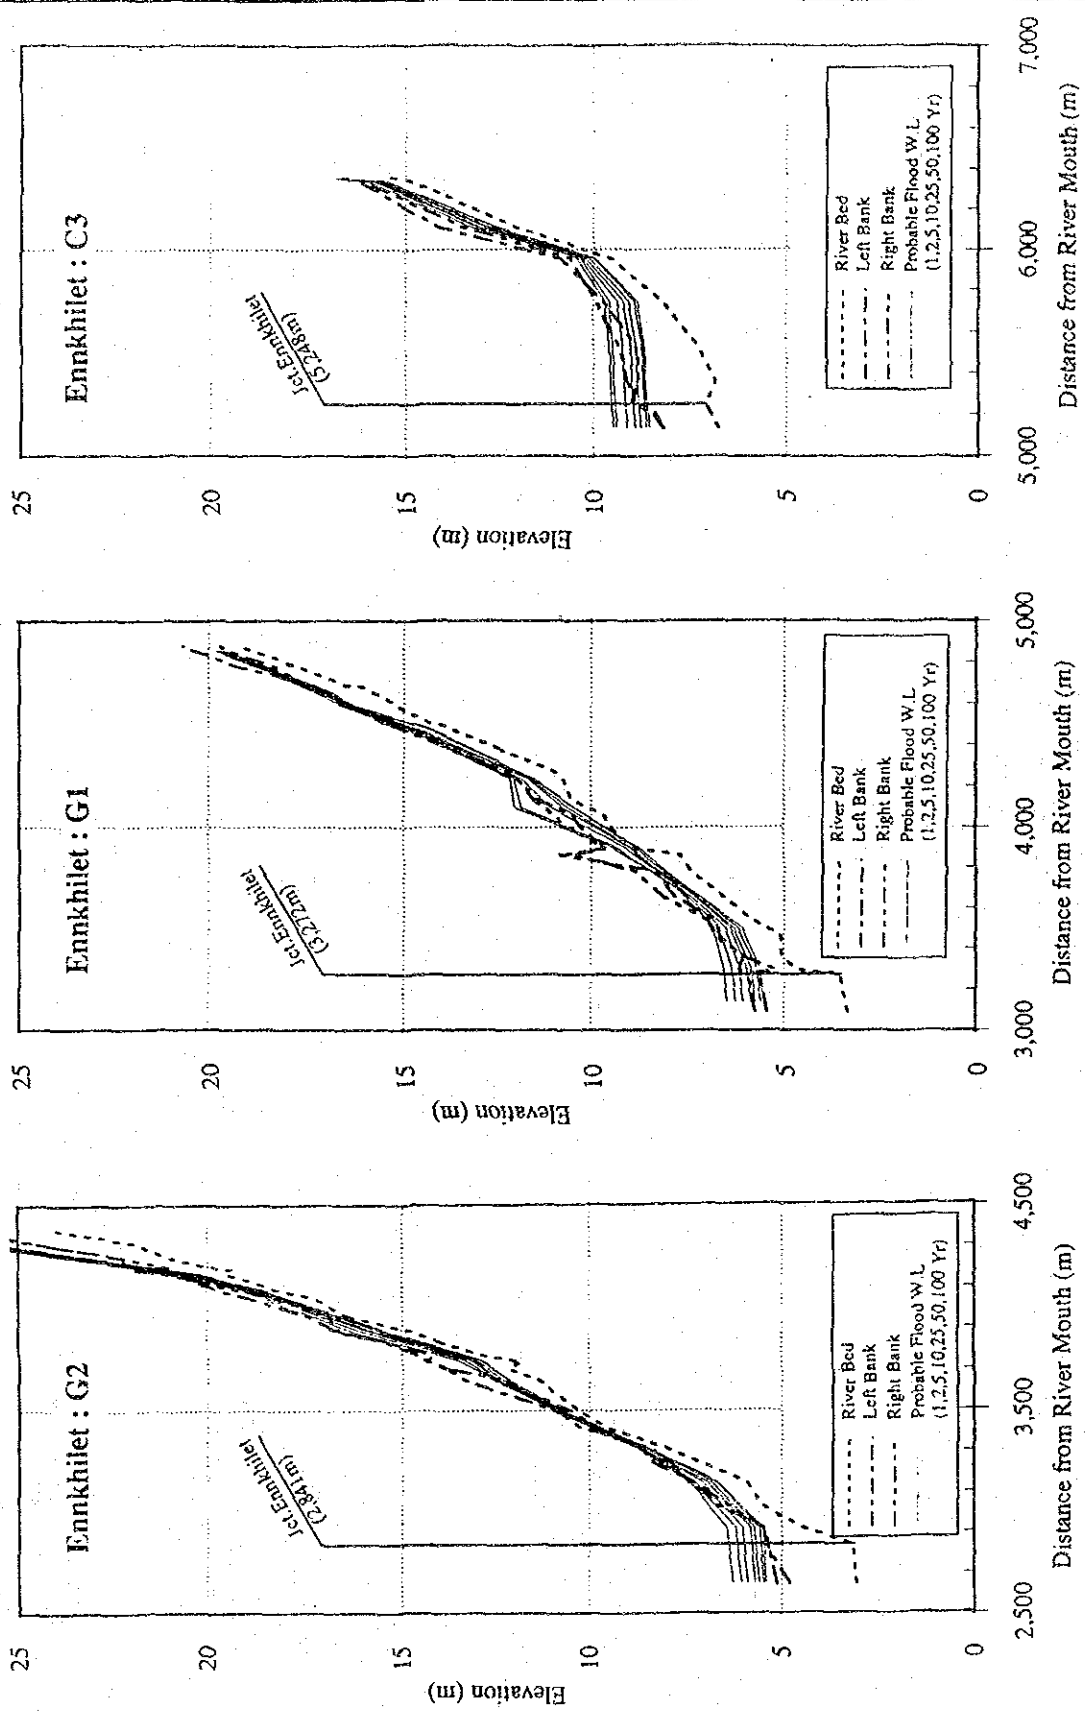 Ennkhilet : G2
Elevation (m)
25
20
15
10
5
0
Jct.Ennkhilet
(2,841m)
River Bed
Left Bank
Right Bank
Probable Flood W.L
(1,2,5,10,25,50,100 Yr)
2,500
3,500
4,500
Distance from River Mouth (m)
Ennkhilet : G1
Elevation (m)
25
20
15
10
5
0
Jct.Ennkhilet
(3,272m)
River Bed
Left Bank
Right Bank
Probable Flood W.L
(1,2,5,10,25,50,100 Yr)
3,000
4,000
5,000
Distance from River Mouth (m)
Ennkhilet : C3
Elevation (m)
25
20
15
10
5
0
Jct.Ennkhilet
(5,248m)
River Bed
Left Bank
Right Bank
Probable Flood W.L
(1,2,5,10,25,50,100 Yr)
5,000
6,000
7,000
Distance from River Mouth (m)